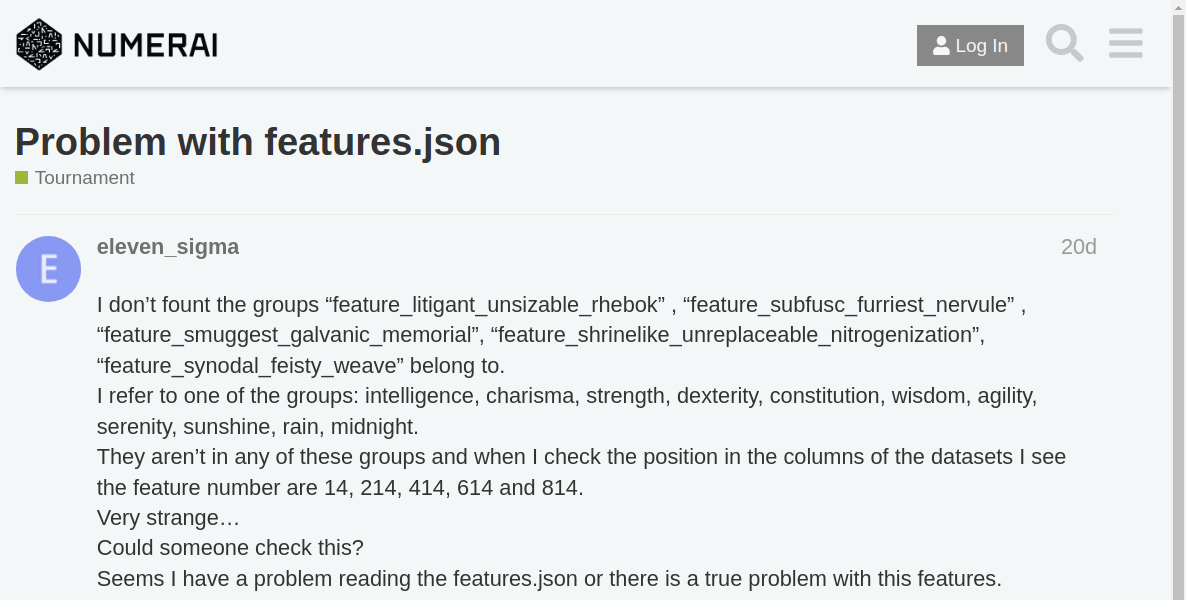 NUMERAI
Log In
Problem with features.json
Tournament
E
eleven_sigma
20d
I don’t fount the groups “feature_litigant_unsizable_rhebok” , “feature_subfusc_furriest_nervule” ,
“feature_smuggest_galvanic_memorial”, “feature_shrinelike_unreplaceable_nitrogenization”,
“feature_synodal_feisty_weave” belong to.
I refer to one of the groups: intelligence, charisma, strength, dexterity, constitution, wisdom, agility,
serenity, sunshine, rain, midnight.
They aren’t in any of these groups and when I check the position in the columns of the datasets I see
the feature number are 14, 214, 414, 614 and 814.
Very strange…
Could someone check this?
Seems I have a problem reading the features.json or there is a true problem with this features.